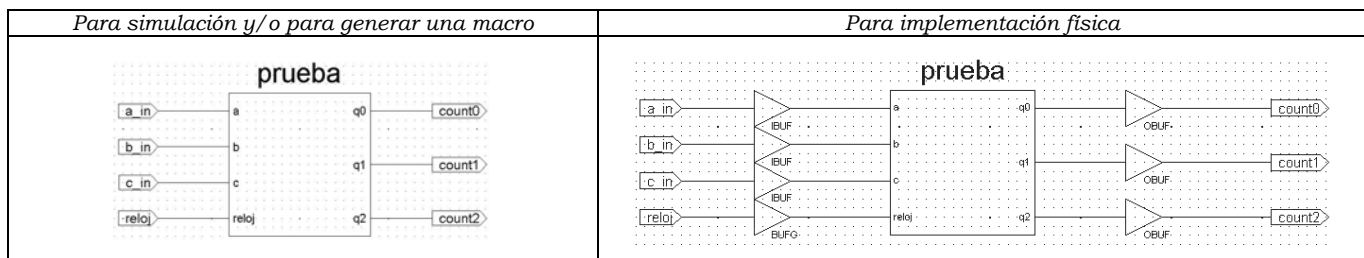 Para simulación y/o para generar una macro
Para implementación física
prueba
a_in a q0 count0
b_in b
q1 count1
c_in c
reloj reloj q2 count2
prueba
a_in a q0 count0
IBUF OBUF
b_in b
IBUF q1 count1
c_in c OBUF
IBUF
reloj reloj q2 count2
BUFG OBUF